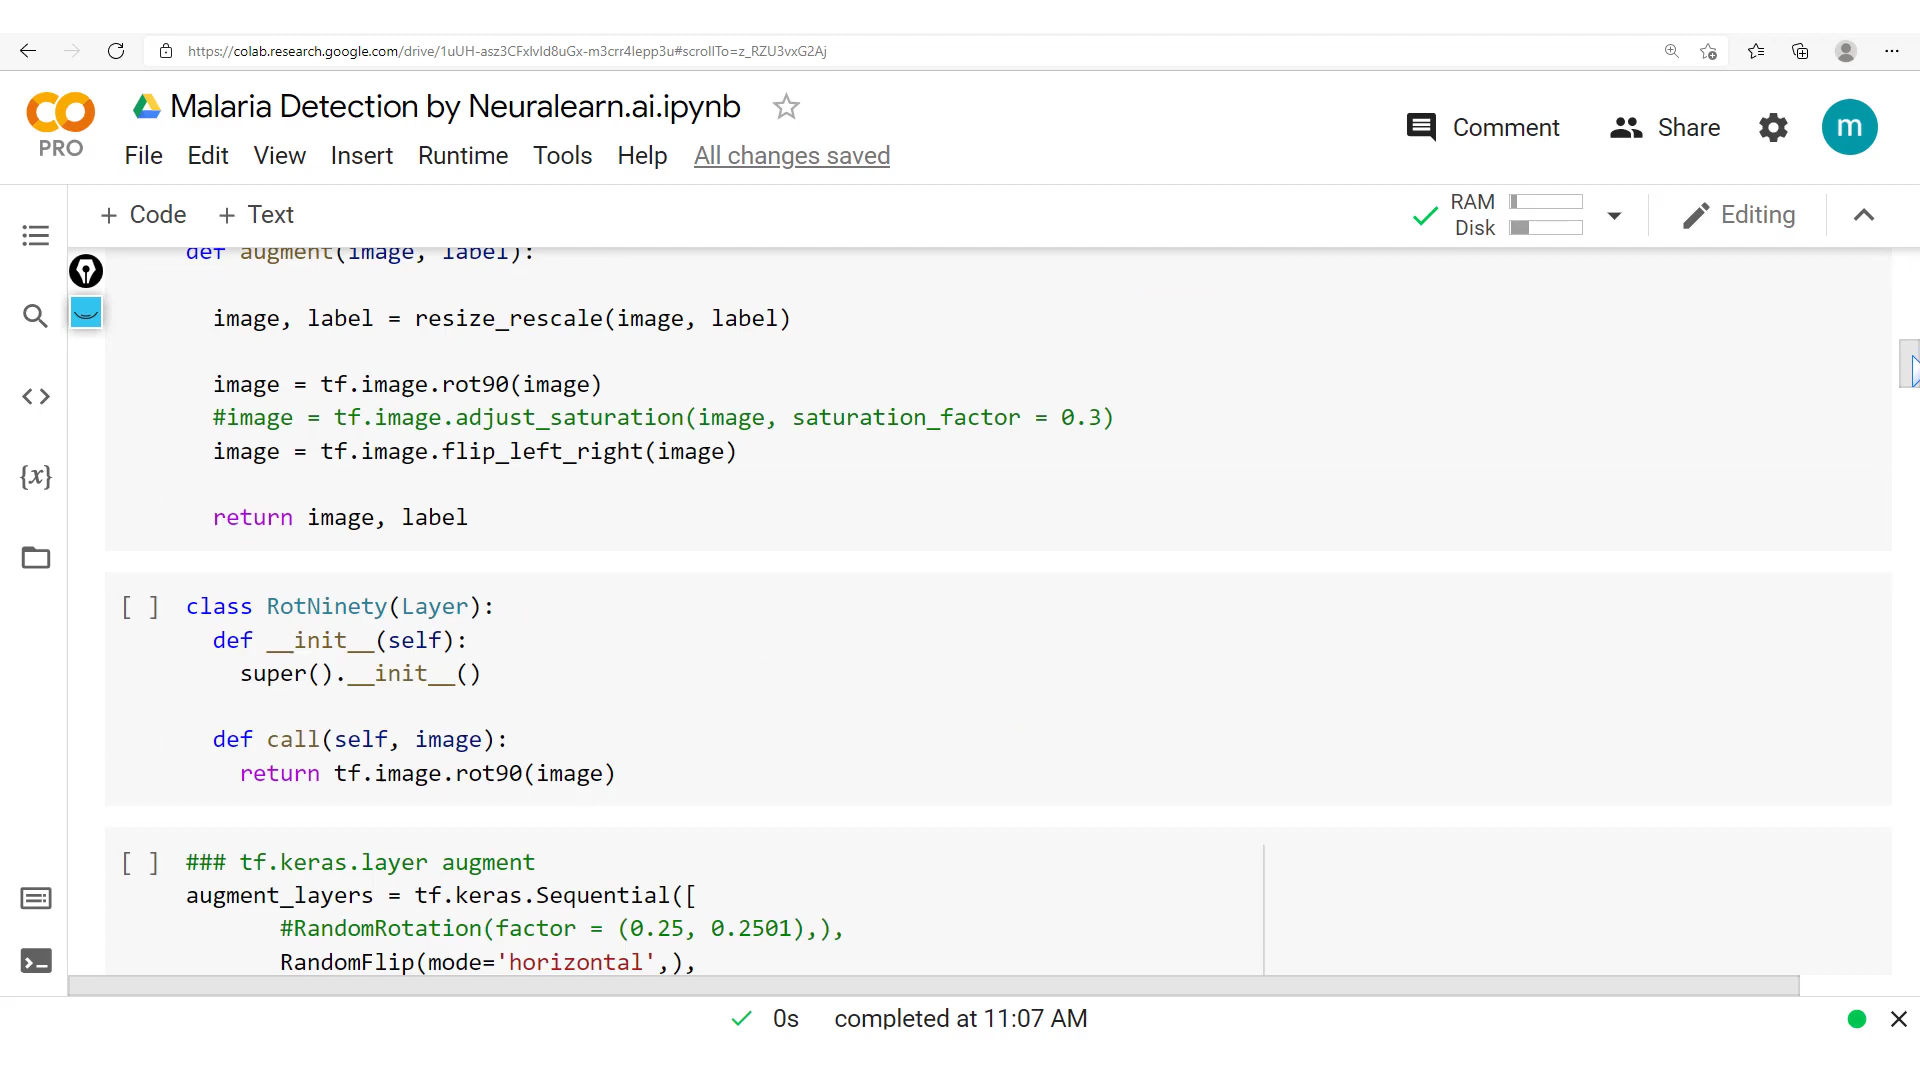 https://colab.research.google.com/drive/1uUH-asz3CFxIvId8uGx-m3crr4Iepp3u#scrollTo=z_RZU3vxG2Aj
PRO
Malaria Detection by Neuralearn.ai.ipynb
File Edit View Insert Runtime Tools Help All changes saved
Comment Share m
+ Code + Text
RAM
Disk
Editing
def augment(image, label):
image, label = resize_rescale(image, label)
image = tf.image.rot90(image)
#image = tf.image.adjust_saturation(image, saturation_factor = 0.3)
image = tf.image.flip_left_right(image)
return image, label
[ ] class RotNinety(Layer):
def __init__(self):
super().__init__()
def call(self, image):
return tf.image.rot90(image)
[ ] ### tf.keras.layer augment
augment_layers = tf.keras.Sequential([
#RandomRotation(factor = (0.25, 0.2501),),
RandomFlip(mode='horizontal',),
0s completed at 11:07 AM